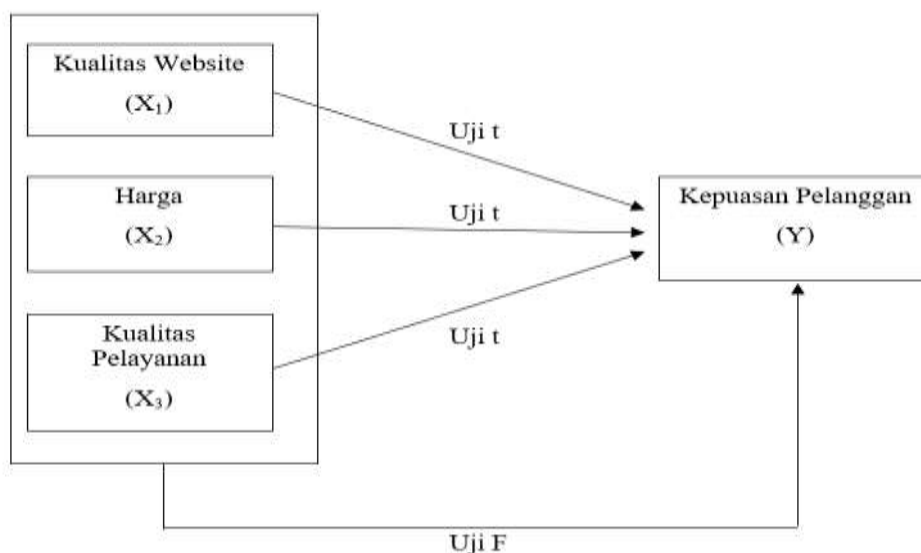 Kualitas Website
(X₁)
Uji t
Harga
(X₂)
Uji t
Kepuasan Pelanggan
(Y)
Kualitas
Pelayanan
(X₃)
Uji t
Uji F